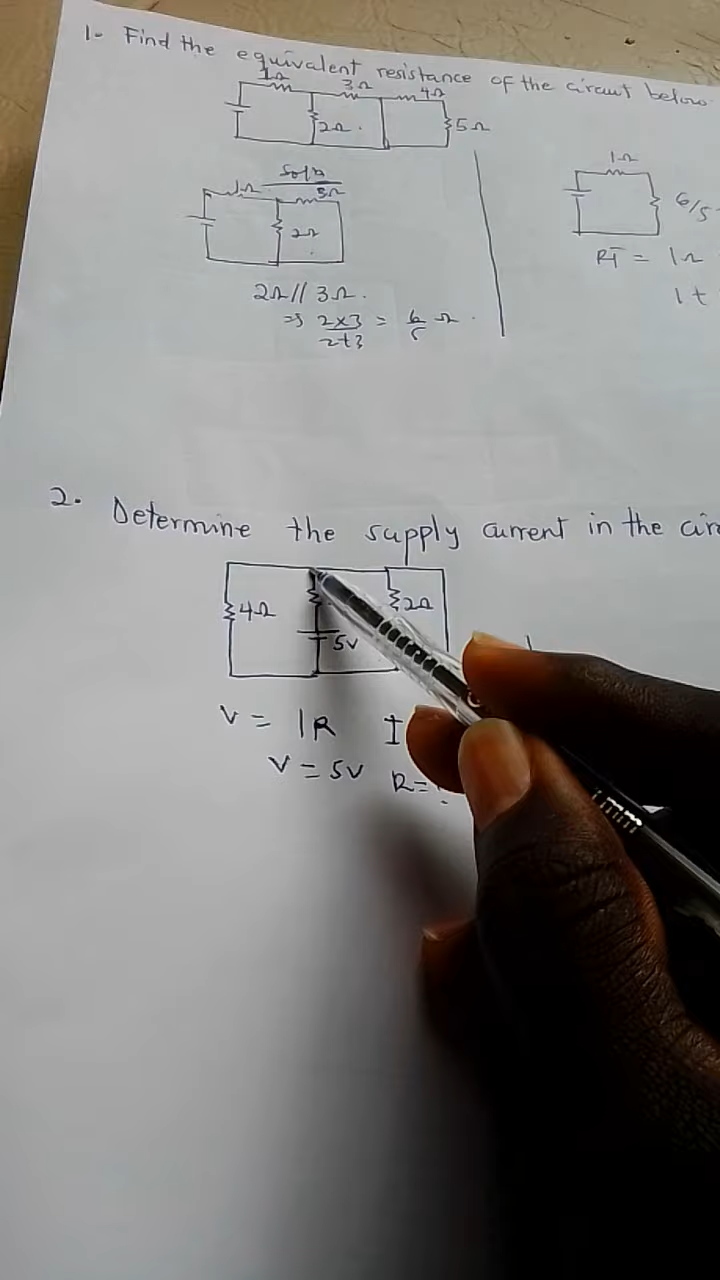 1. Find the equivalent resistance of the circuit below.
1Ω 3Ω 4Ω
2Ω 5Ω
Soln
1Ω 3Ω
2Ω
2Ω // 3Ω.
⇒ 2×3 = 6 Ω.
2+3 5
1Ω
6/5
RT = 1Ω
1 +
2. Determine the supply current in the
4Ω 2Ω
5V
V = IR I
V = 5V R = ?